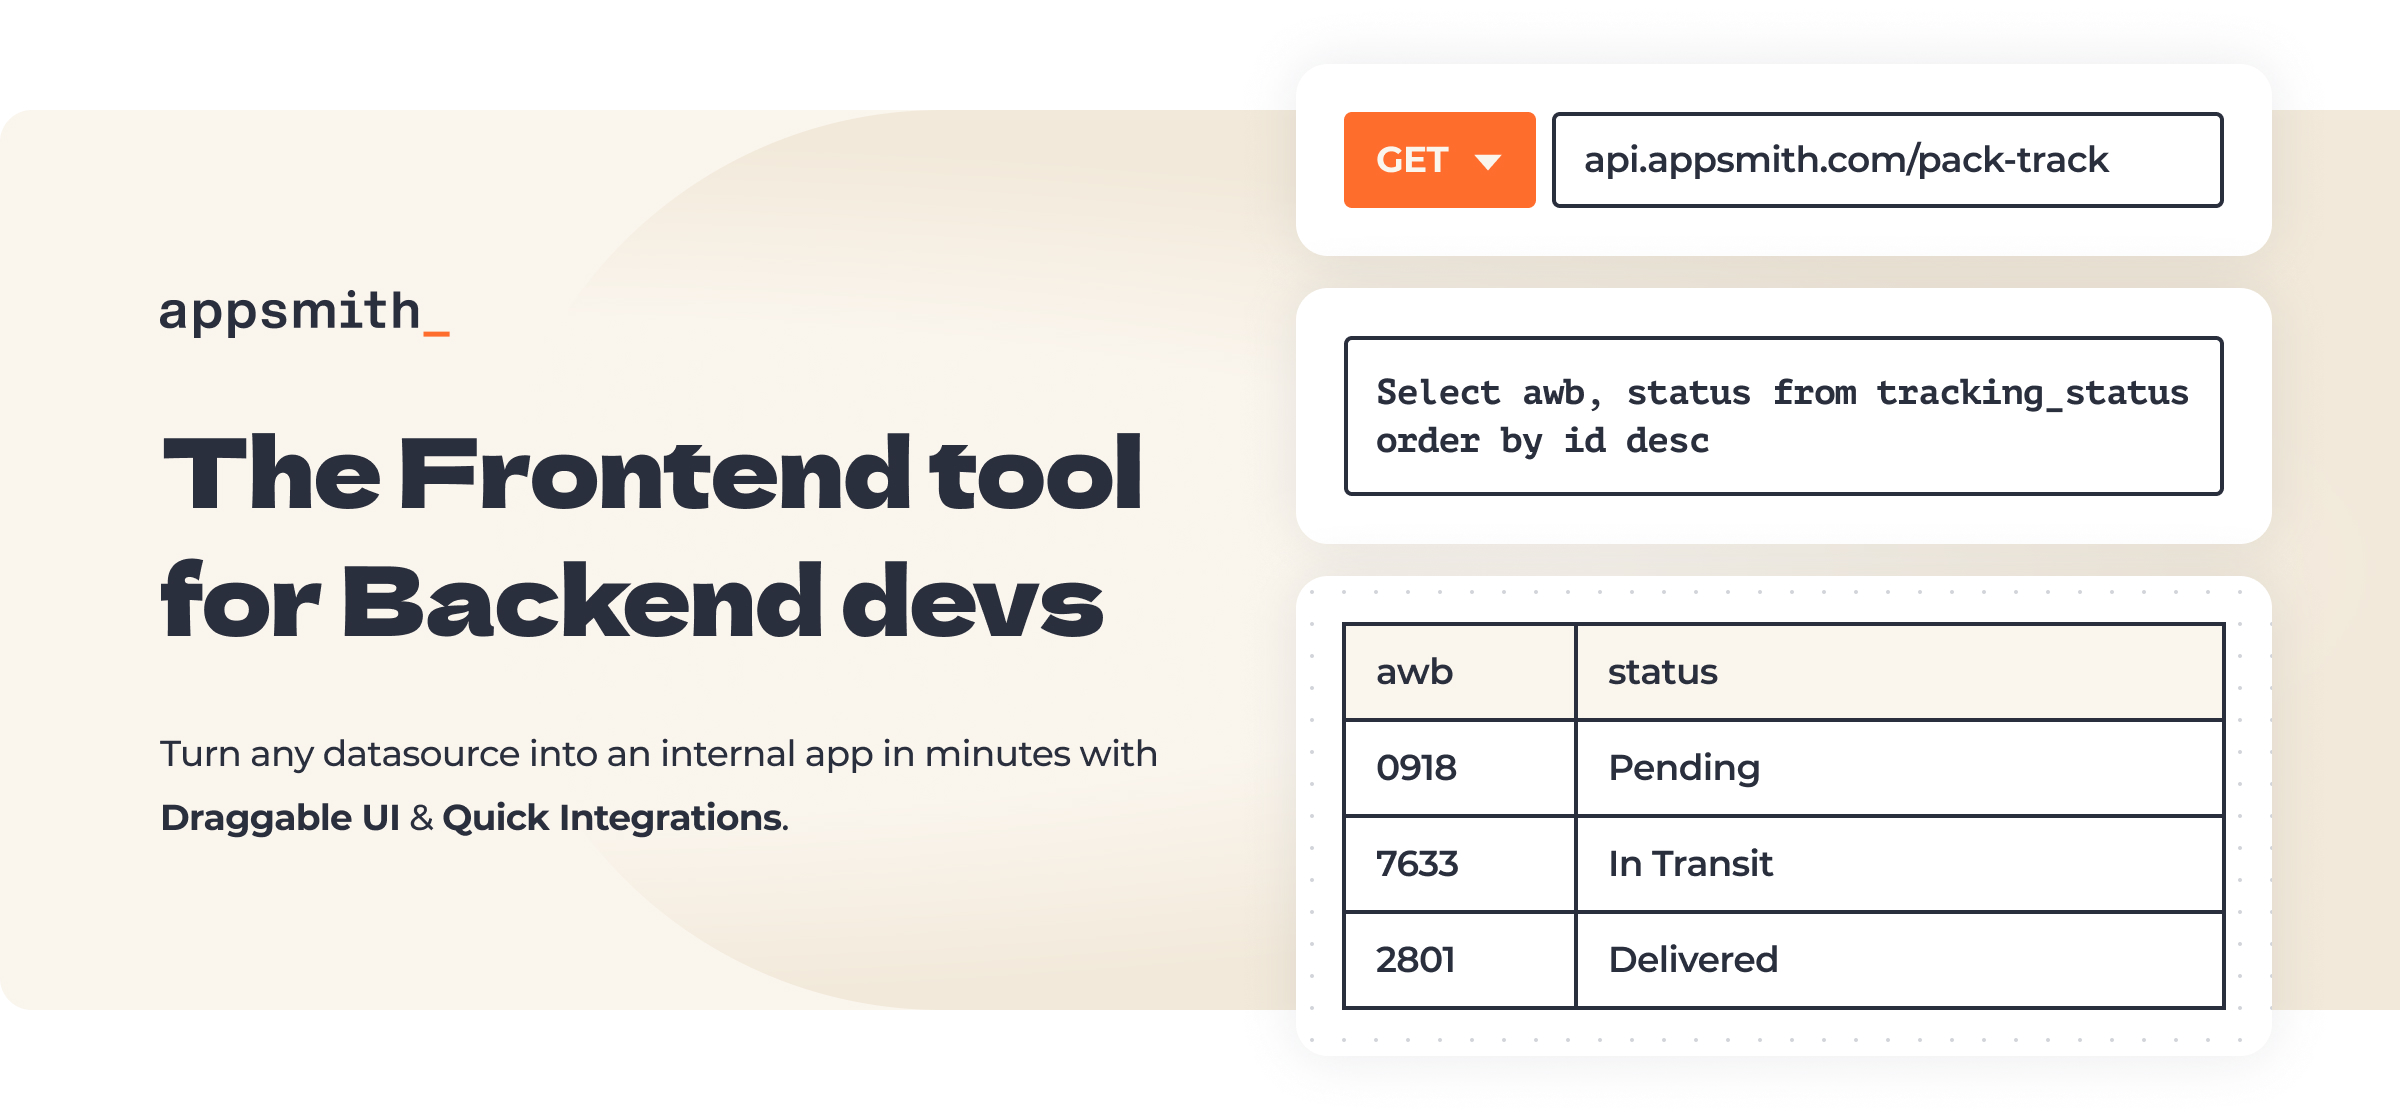 appsmith_
The Frontend tool
for Backend devs
Turn any datasource into an internal app in minutes with
Draggable UI & Quick Integrations.
GET api.appsmith.com/pack-track
Select awb, status from tracking_status
order by id desc
awb status
0918 Pending
7633 In Transit
2801 Delivered